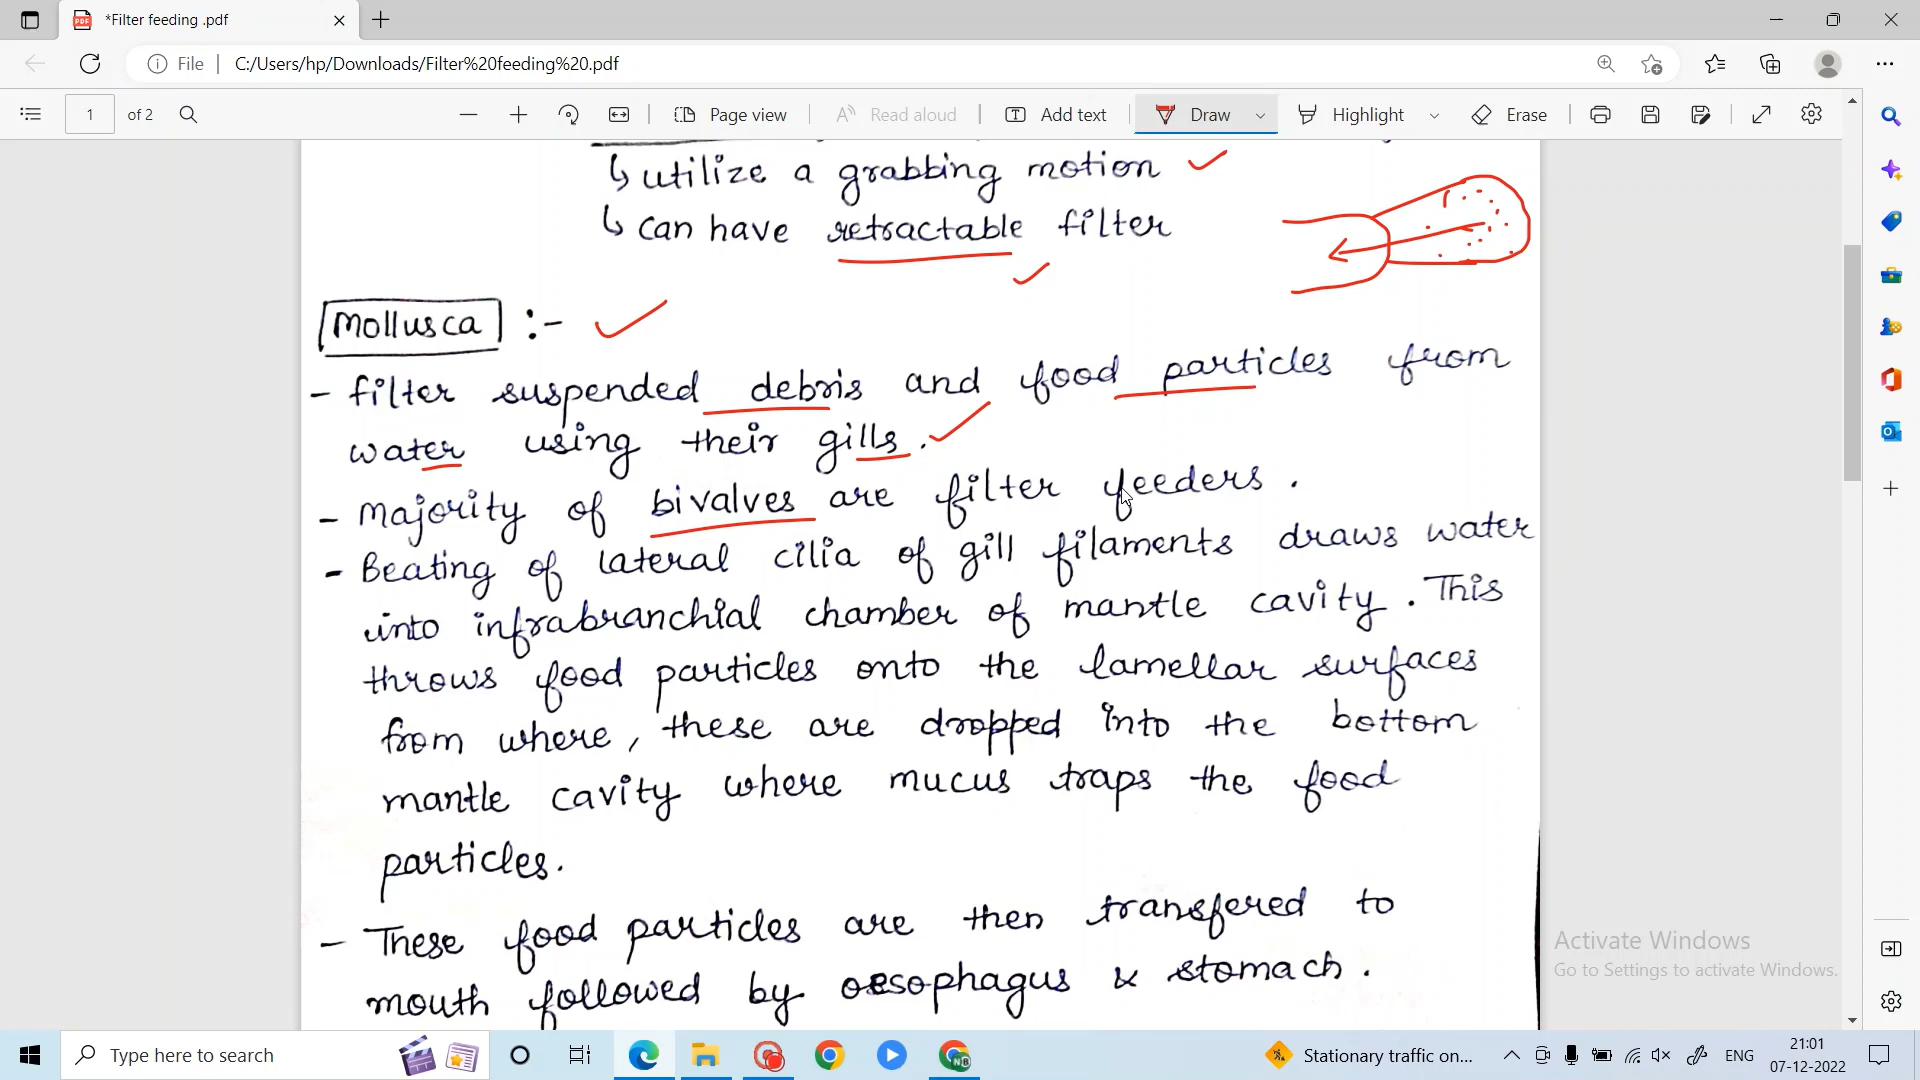 *Filter feeding .pdf
File
C:/Users/hp/Downloads/Filter%20feeding%20.pdf
1 of 2
Page view
Read aloud
Add text
Draw
Highlight
Erase
↳ utilize a grabbing motion
↳ can have retractable filter
Mollusca :-
- filter suspended debris and food particles from
water using their gills.
- Majority of bivalves are filter feeders.
- Beating of lateral cilia of gill filaments draws water
into infrabranchial chamber of mantle cavity. This
throws food particles onto the lamellar surfaces
from where, these are dropped into the bottom
mantle cavity where mucus traps the food
particles.
- These food particles are then transfered to
mouth followed by oesophagus & stomach.
Activate Windows
Go to Settings to activate Windows.
Type here to search
Stationary traffic on...
ENG
21:01
07-12-2022